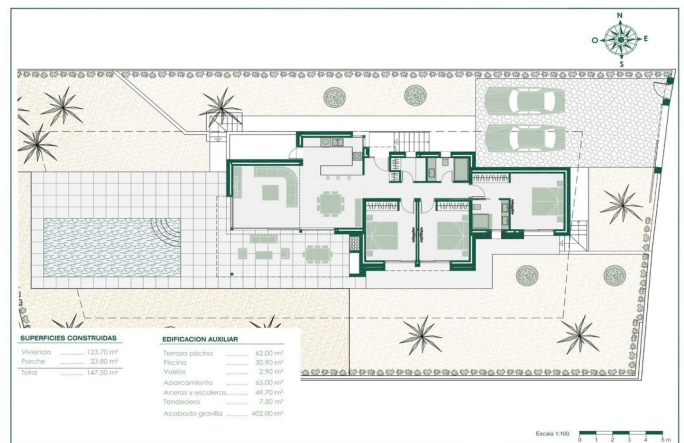 N
O E
S
SUPERFICIES CONSTRUIDAS
Vivienda ............ 123.70 m²
Porche ............ 23.80 m²
Total ............ 147.50 m²
EDIFICACION AUXILIAR
Terraza piscina ............ 62.00 m²
Piscina ............ 30.90 m²
Vuelos ............ 2.90 m²
Aparcamiento ............ 65.00 m²
Aceras y escaleras ............ 49.70 m²
Tendedero ............ 7.50 m²
Acabado gravilla ............ 402.00 m²
Escala 1:100
0 1 2 3 4 5 m